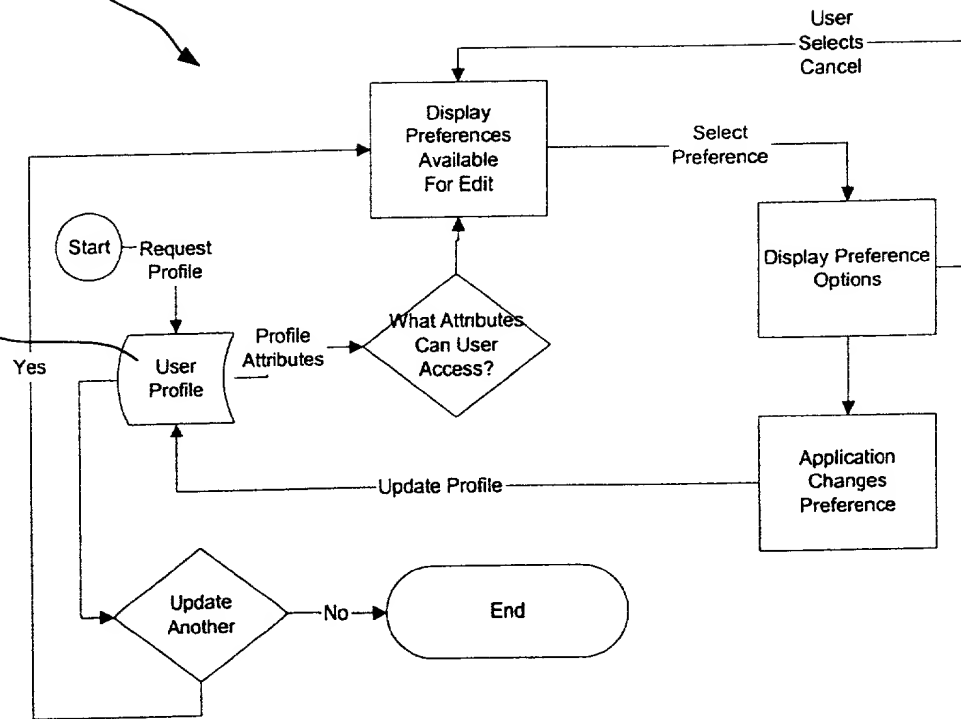 User
Selects
Cancel
Display
Preferences
Available
For Edit
Select
Preference
Start
Request
Profile
Display Preference
Options
What Attributes
Can User
Access?
Profile
Attributes
User
Profile
Yes
Application
Changes
Preference
Update Profile
Update
Another
No
End